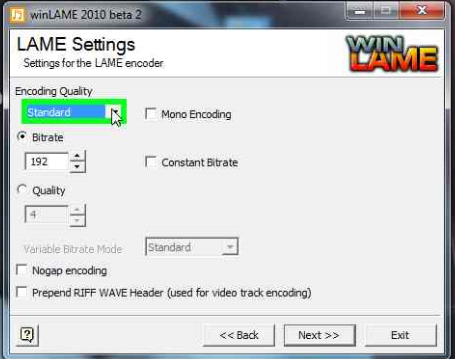 winLAME 2010 beta 2
LAME Settings
Settings for the LAME encoder
WIN
LAME
Encoding Quality
Standard
Mono Encoding
Bitrate
192
Constant Bitrate
Quality
4
Variable Bitrate Mode
Standard
Nogap encoding
Prepend RIFF WAVE Header (used for video track encoding)
<< Back
Next >>
Exit